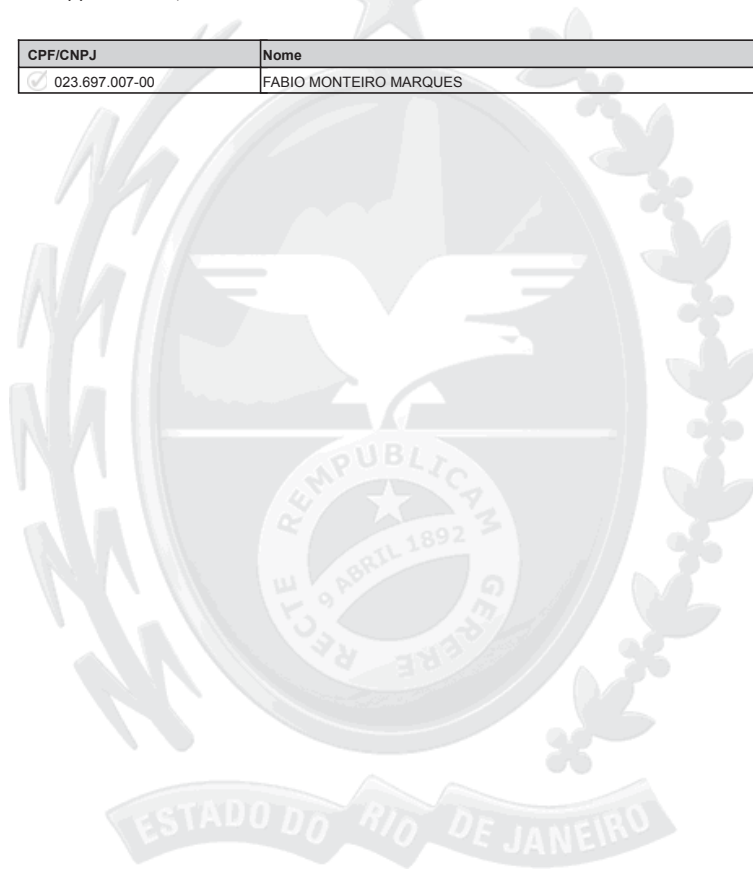 CPF/CNPJ Nome
023.697.007-00 FABIO MONTEIRO MARQUES
REMPUBLICAM
9 ABRIL 1892
RECTE GERERE
ESTADO DO RIO DE JANEIRO